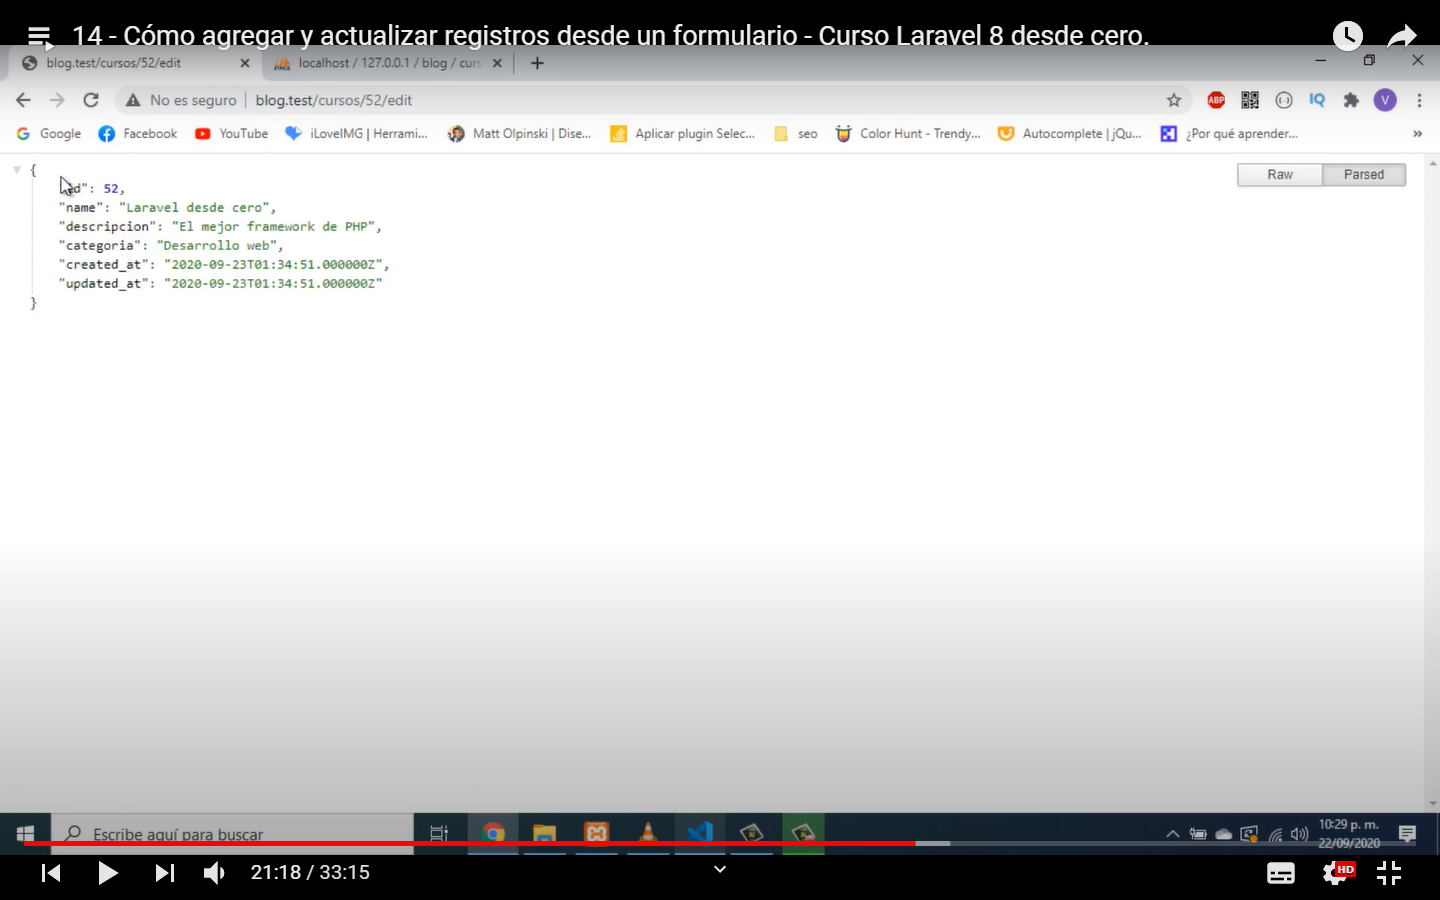 14 - Cómo agregar y actualizar registros desde un formulario - Curso Laravel 8 desde cero.
blog.test/cursos/52/edit
localhost / 127.0.0.1 / blog / curs
No es seguro
blog.test/cursos/52/edit
ABP
IQ
V
Google
Facebook
YouTube
iLoveIMG | Herrami...
Matt Olpinski | Dise...
Aplicar plugin Selec...
seo
Color Hunt - Trendy...
Autocomplete | jQu...
¿Por qué aprender...
»
Raw
Parsed
{
d": 52,
"name": "Laravel desde cero",
"descripcion": "El mejor framework de PHP",
"categoria": "Desarrollo web",
"created_at": "2020-09-23T01:34:51.000000Z",
"updated_at": "2020-09-23T01:34:51.000000Z"
}
Escribe aquí para buscar
10:29 p. m.
22/09/2020
21:18 / 33:15
HD